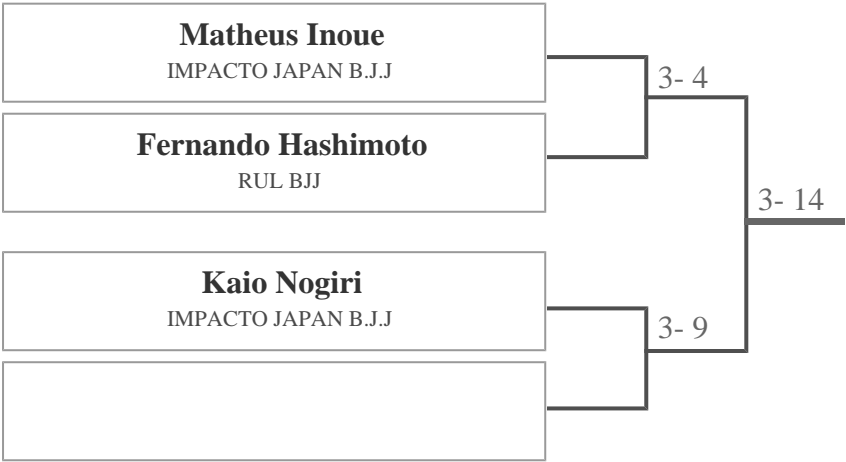 Matheus Inoue
IMPACTO JAPAN B.J.J
3- 4
Fernando Hashimoto
RUL BJJ
3- 14
Kaio Nogiri
IMPACTO JAPAN B.J.J
3- 9